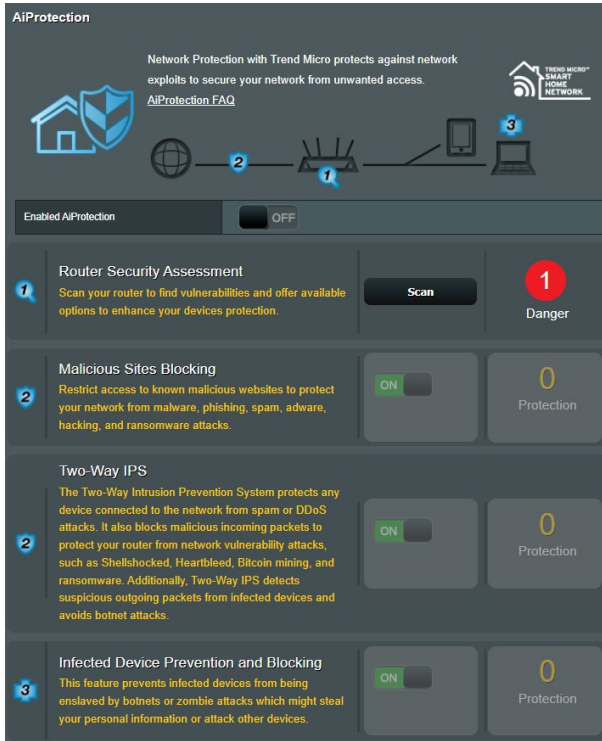 AiProtection
Network Protection with Trend Micro protects against network
exploits to secure your network from unwanted access.
AiProtection FAQ
TREND MICRO™
SMART
HOME
NETWORK
3
2
1
Enabled AiProtection
OFF
1
Router Security Assessment
Scan your router to find vulnerabilities and offer available
options to enhance your devices protection.
Scan
1
Danger
2
Malicious Sites Blocking
Restrict access to known malicious websites to protect
your network from malware, phishing, spam, adware,
hacking, and ransomware attacks.
ON
0
Protection
2
Two-Way IPS
The Two-Way Intrusion Prevention System protects any
device connected to the network from spam or DDoS
attacks. It also blocks malicious incoming packets to
protect your router from network vulnerability attacks,
such as Shellshocked, Heartbleed, Bitcoin mining, and
ransomware. Additionally, Two-Way IPS detects
suspicious outgoing packets from infected devices and
avoids botnet attacks.
ON
0
Protection
3
Infected Device Prevention and Blocking
This feature prevents infected devices from being
enslaved by botnets or zombie attacks which might steal
your personal information or attack other devices.
ON
0
Protection